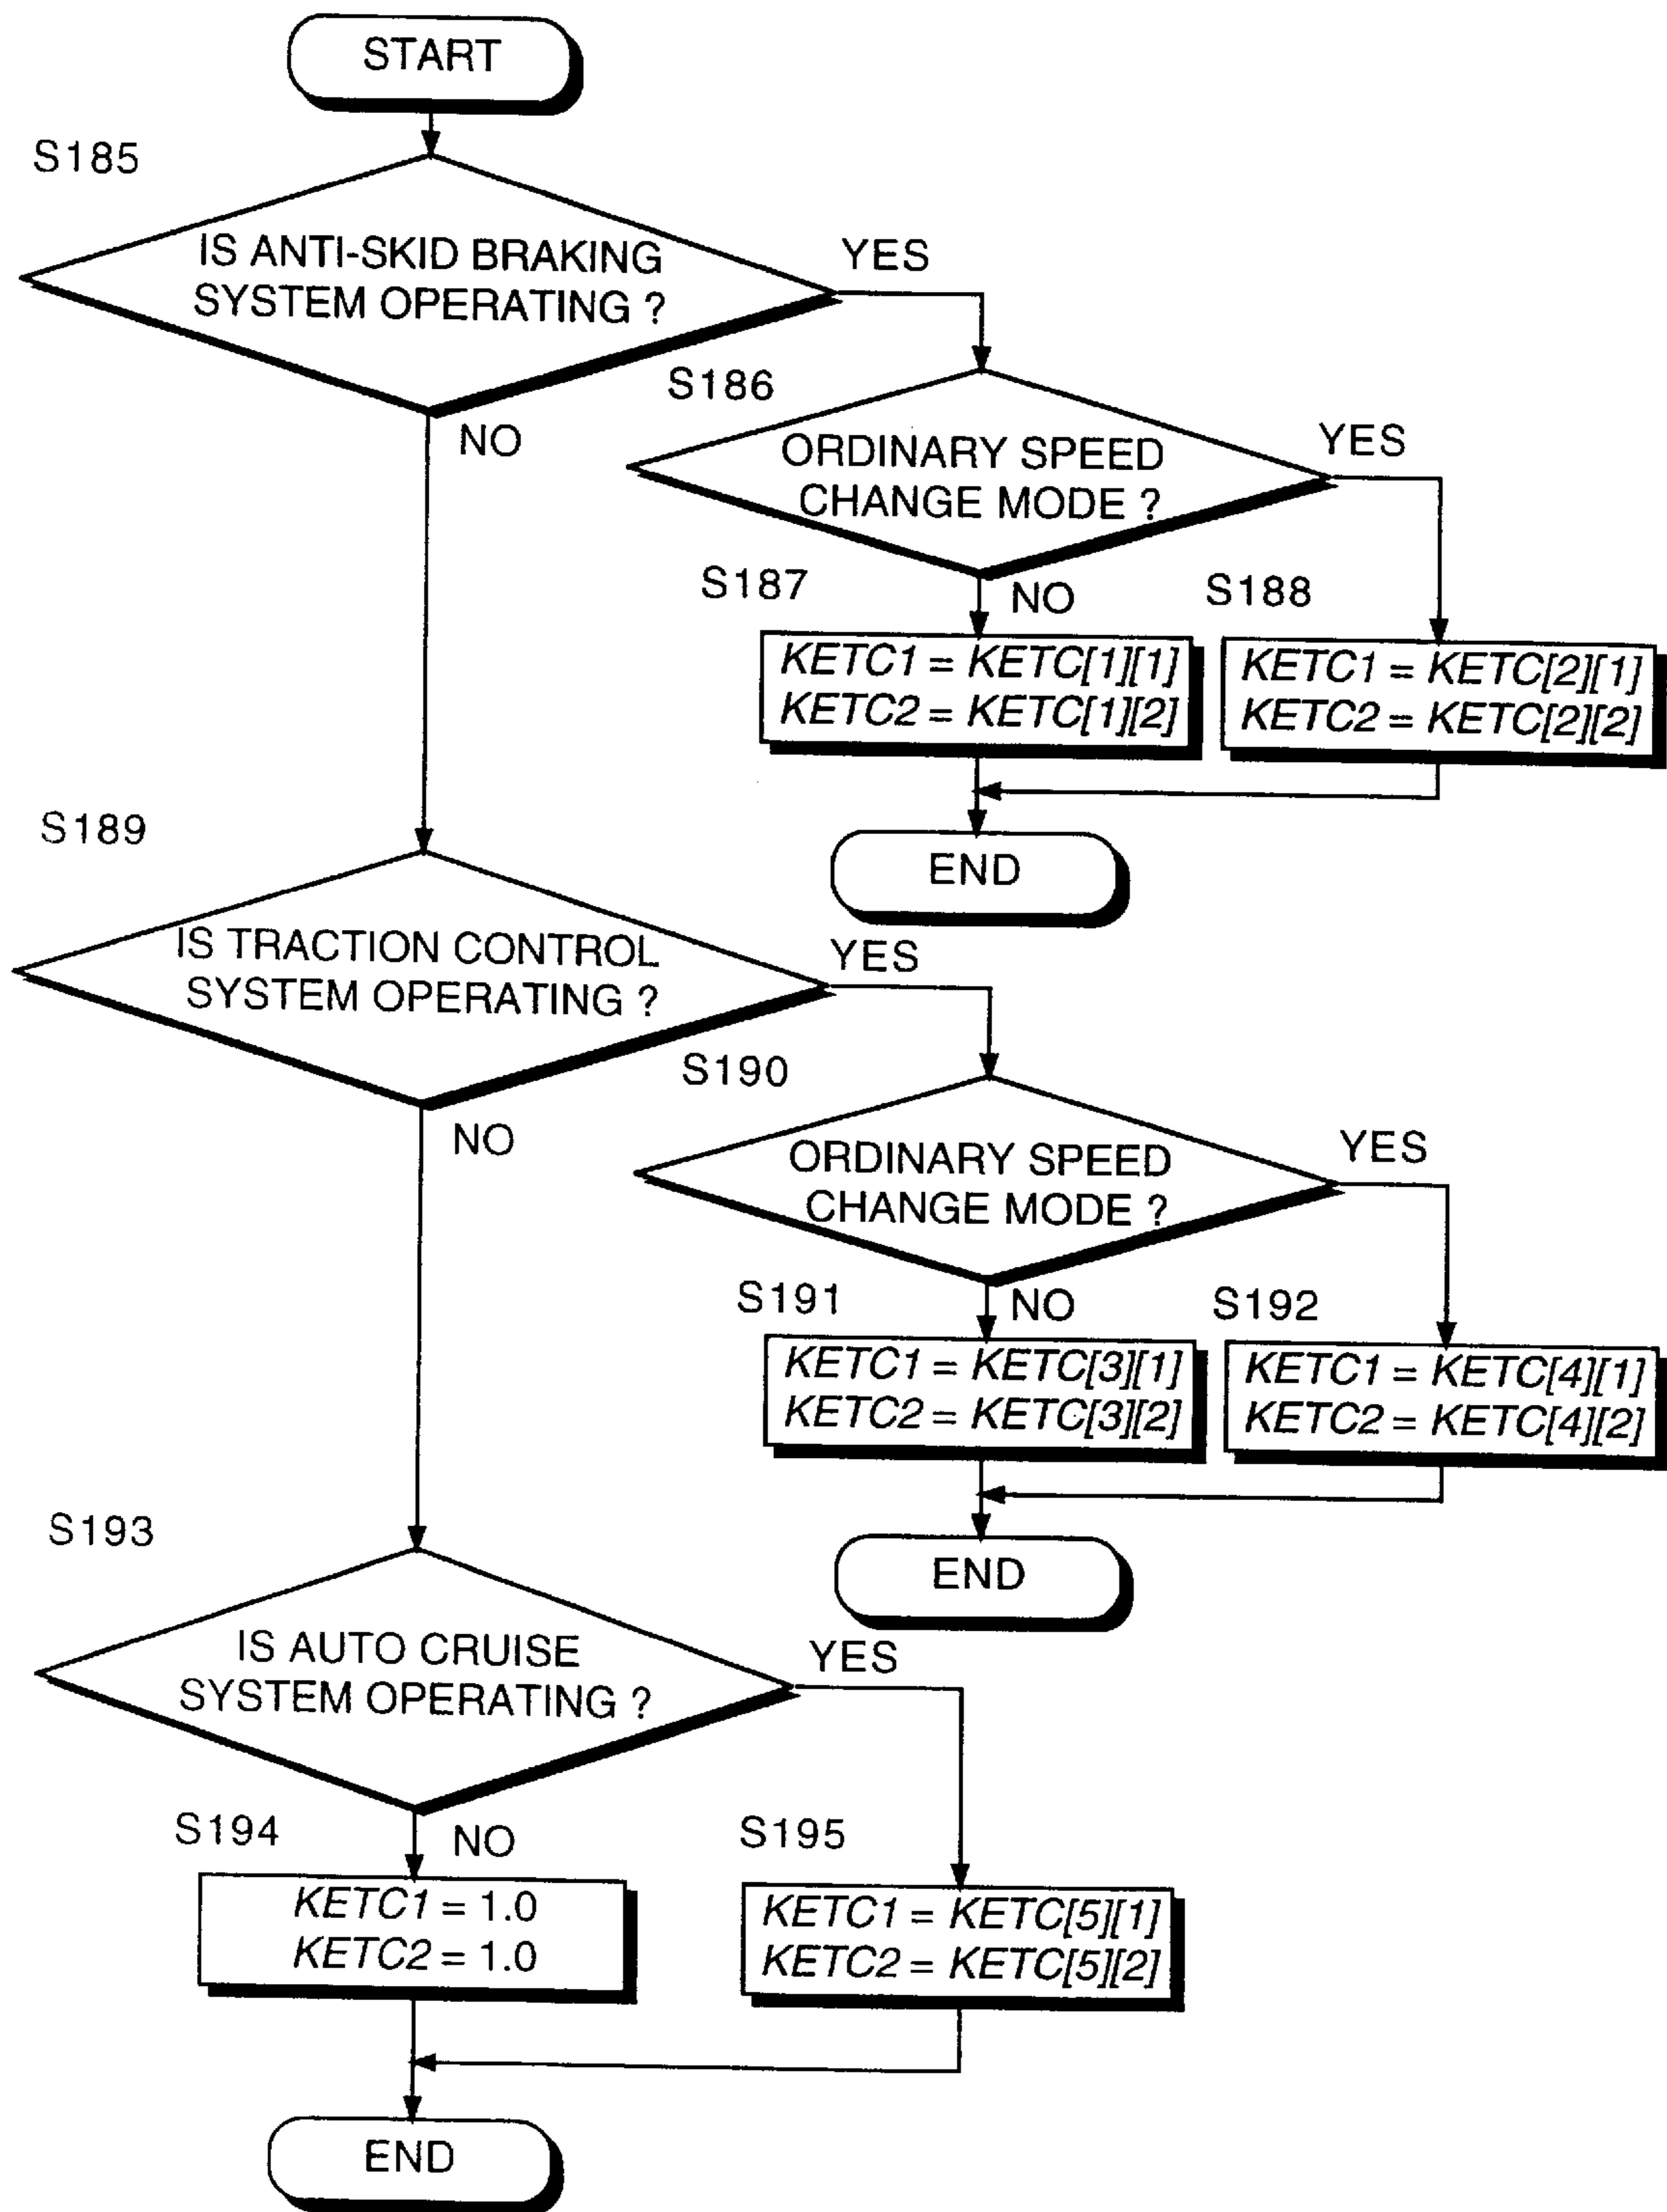 START
S185
IS ANTI-SKID BRAKING
SYSTEM OPERATING ?
YES
NO
S186
ORDINARY SPEED
CHANGE MODE ?
YES
S187
NO
S188
KETC1 = KETC[1][1]
KETC2 = KETC[1][2]
KETC1 = KETC[2][1]
KETC2 = KETC[2][2]
END
S189
IS TRACTION CONTROL
SYSTEM OPERATING ?
YES
NO
S190
ORDINARY SPEED
CHANGE MODE ?
YES
S191
NO
S192
KETC1 = KETC[3][1]
KETC2 = KETC[3][2]
KETC1 = KETC[4][1]
KETC2 = KETC[4][2]
END
S193
IS AUTO CRUISE
SYSTEM OPERATING ?
YES
S194
NO
S195
KETC1 = 1.0
KETC2 = 1.0
KETC1 = KETC[5][1]
KETC2 = KETC[5][2]
END